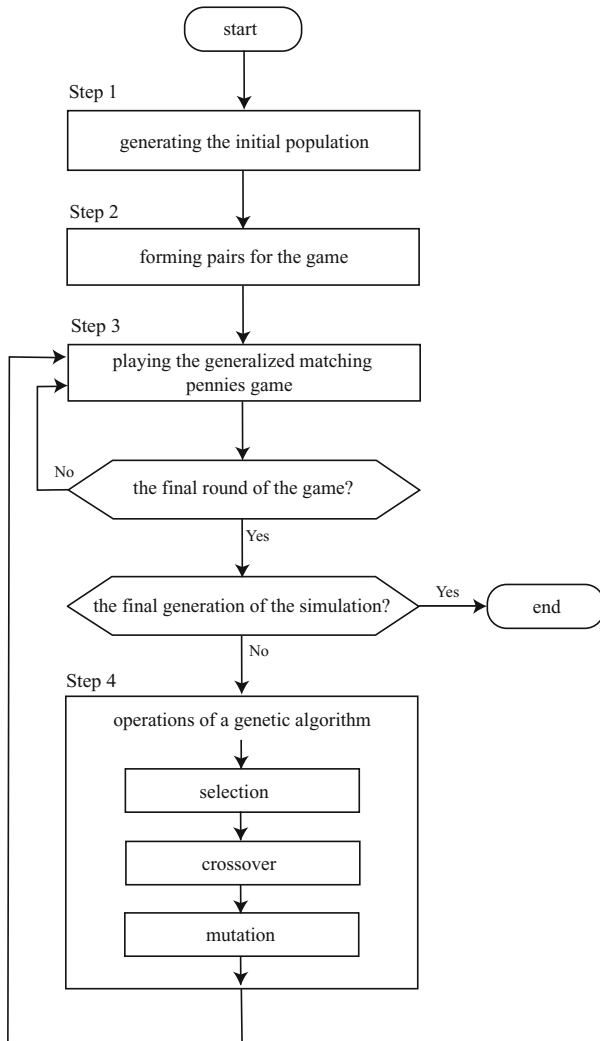 start
Step 1
generating the initial population
Step 2
forming pairs for the game
Step 3
playing the generalized matching
pennies game
No
the final round of the game?
Yes
the final generation of the simulation?
Yes
end
No
Step 4
operations of a genetic algorithm
selection
crossover
mutation